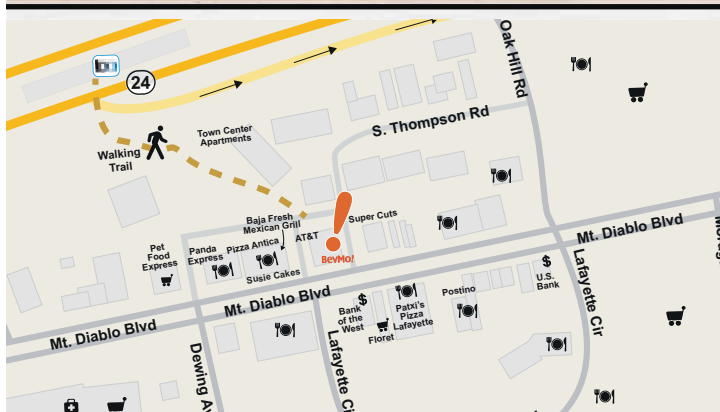 Oak Hill Rd
24
S. Thompson Rd
Town Center
Apartments
Walking
Trail
Baja Fresh
Mexican Grill
Super Cuts
AT&T
Pet
Food
Express
Panda
Express
Pizza Antica
BevMo!
Susie Cakes
Mt. Diablo Blvd
Mt. Diablo Blvd
Mt. Diablo Blvd
$
U.S.
Bank
Lafayette Cir
$
Bank
of the
West
Patxi's
Pizza
Lafayette
Postino
Floret
Dewing Av
Lafayette Ci